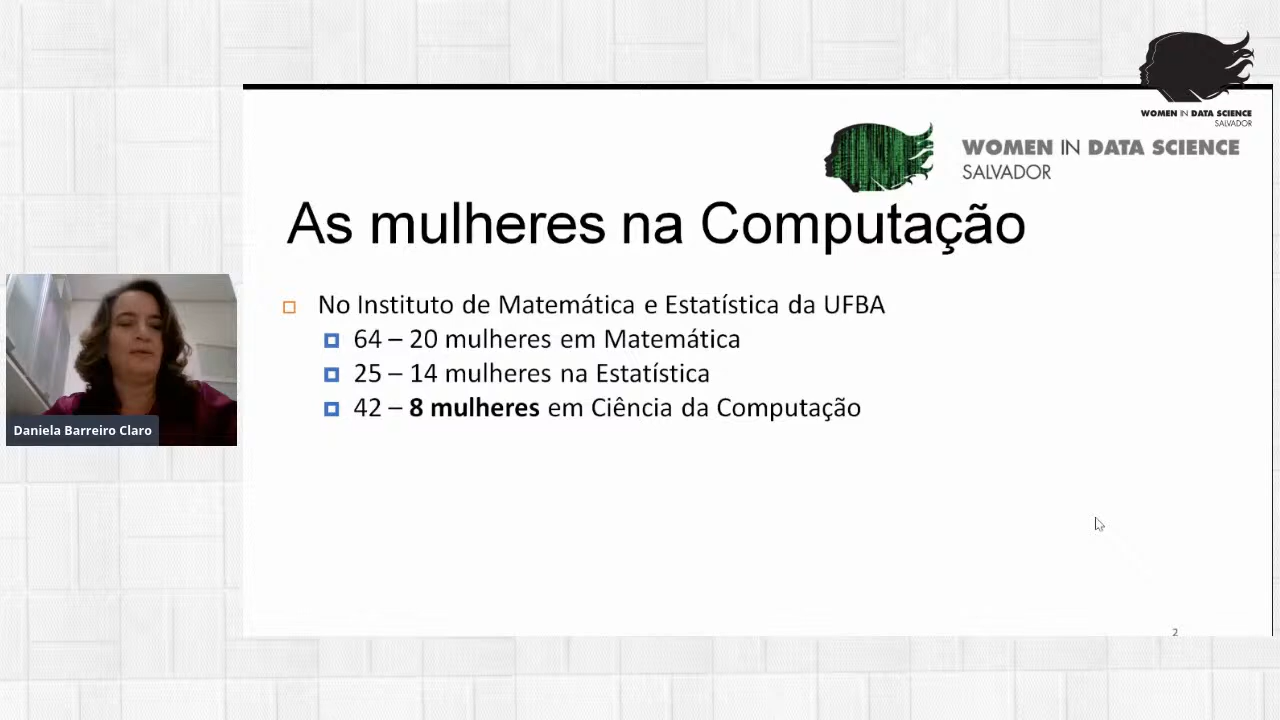 WOMEN IN DATA SCIENCE
SALVADOR
WOMEN IN DATA SCIENCE
SALVADOR
As mulheres na Computação
No Instituto de Matemática e Estatística da UFBA
64 – 20 mulheres em Matemática
25 – 14 mulheres na Estatística
42 – 8 mulheres em Ciência da Computação
Daniela Barreiro Claro
2